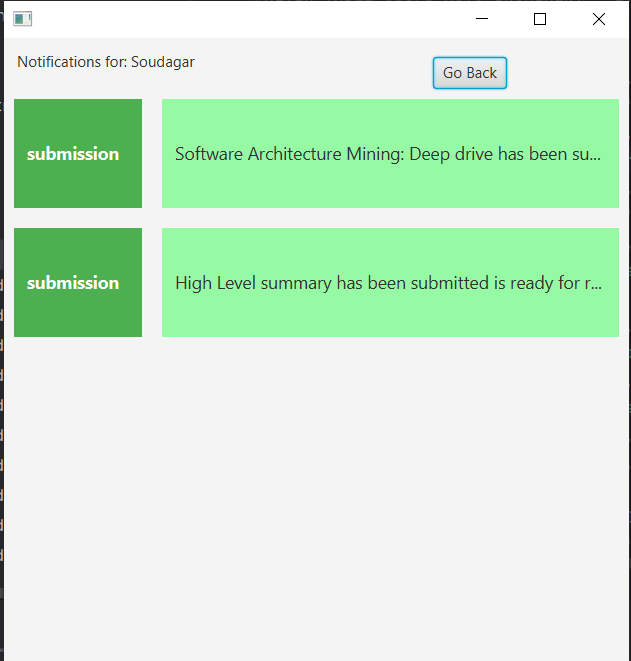 Notifications for: Soudagar
Go Back
submission
Software Architecture Mining: Deep drive has been su...
submission
High Level summary has been submitted is ready for r...